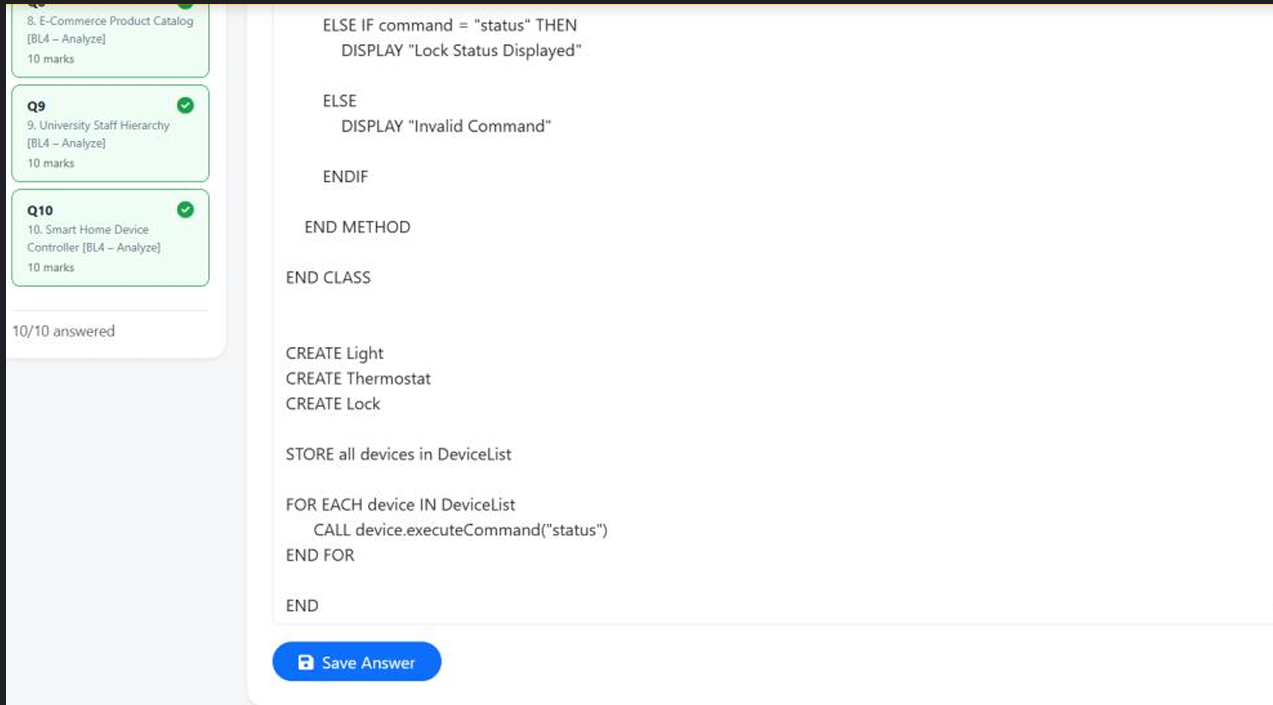 8. E-Commerce Product Catalog
[BL4 – Analyze]
10 marks
Q9
9. University Staff Hierarchy
[BL4 – Analyze]
10 marks
Q10
10. Smart Home Device
Controller [BL4 – Analyze]
10 marks
10/10 answered
ELSE IF command = "status" THEN
DISPLAY "Lock Status Displayed"
ELSE
DISPLAY "Invalid Command"
ENDIF
END METHOD
END CLASS
CREATE Light
CREATE Thermostat
CREATE Lock
STORE all devices in DeviceList
FOR EACH device IN DeviceList
CALL device.executeCommand("status")
END FOR
END
Save Answer